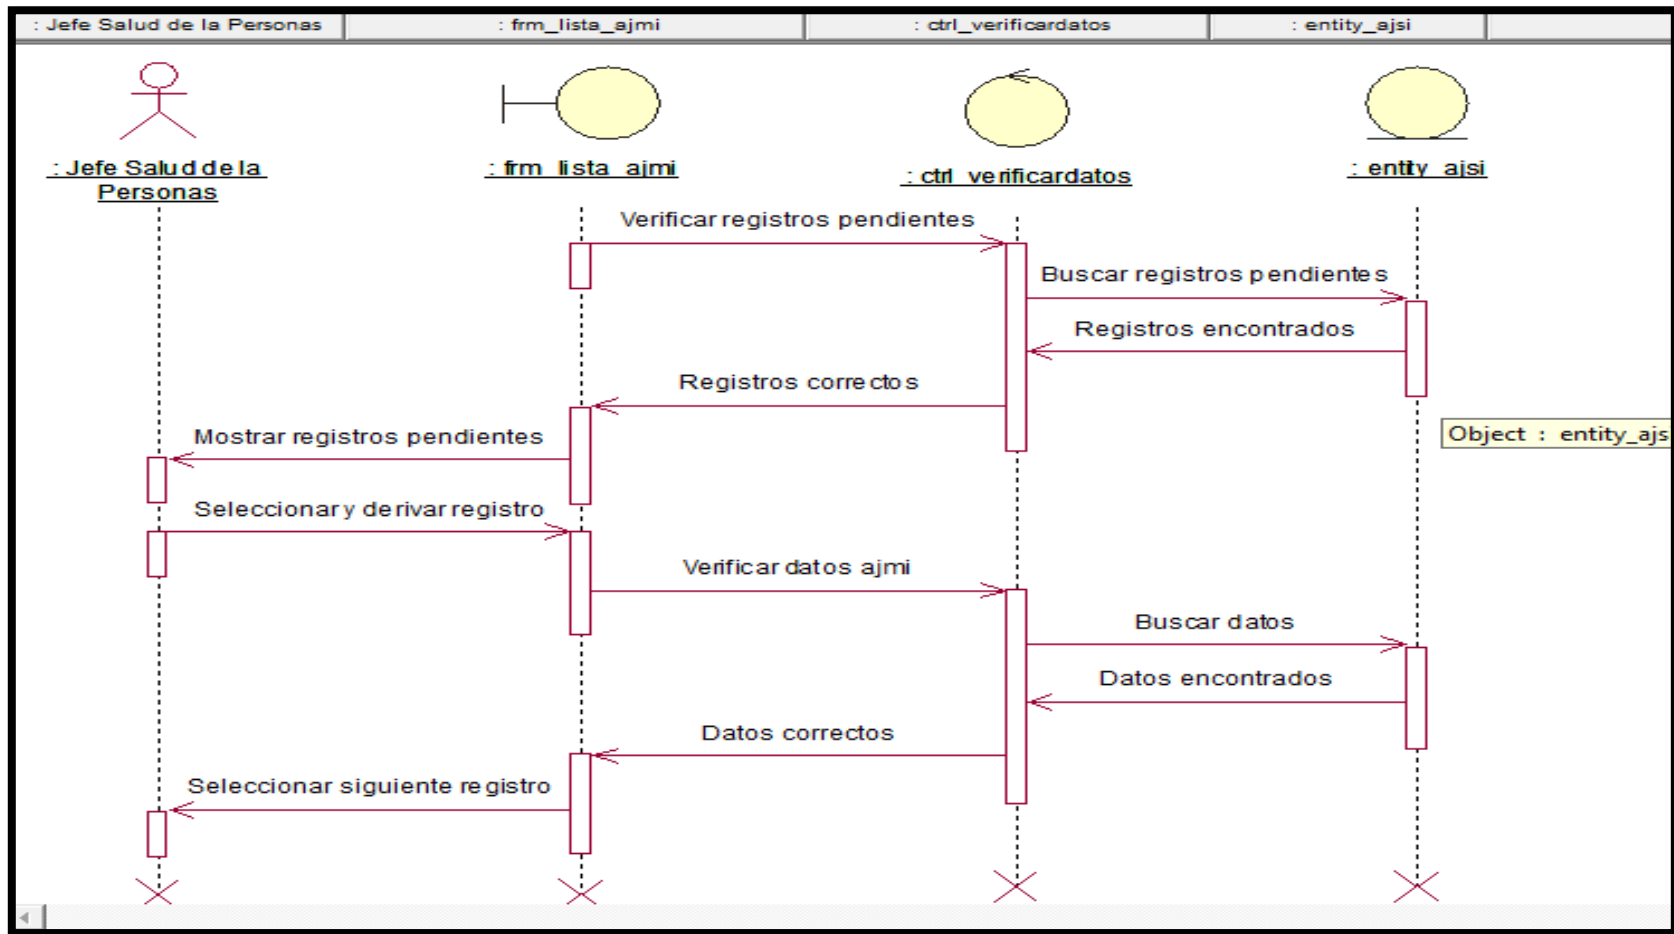 : Jefe Salud de la Personas
: frm_lista_ajmi
: ctrl_verificardatos
: entity_ajsi
: Jefe Salud de la
Personas
: frm_lista_ajmi
: ctrl_verificardatos
: entity_ajsi
Verificar registros pendientes
Buscar registros pendientes
Registros encontrados
Registros correctos
Mostrar registros pendientes
Object : entity_ajs
Seleccionar y derivar registro
Verificar datos ajmi
Buscar datos
Datos encontrados
Datos correctos
Seleccionar siguiente registro